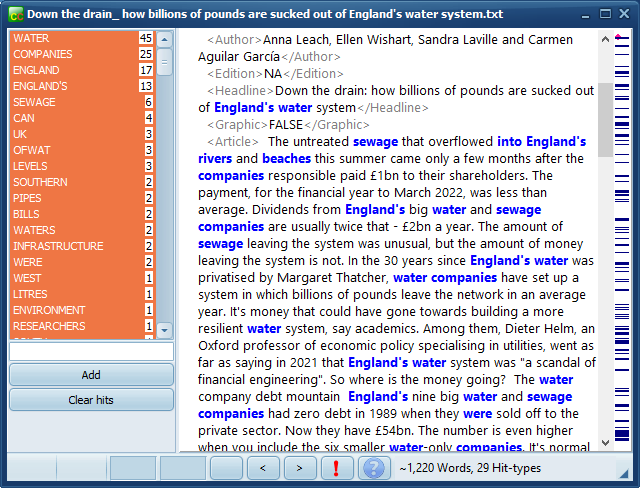 Down the drain_ how billions of pounds are sucked out of England's water system.txt
WATER 45
COMPANIES 25
ENGLAND 17
ENGLAND'S 13
SEWAGE 6
CAN 4
UK 3
OFWAT 3
LEVELS 3
SOUTHERN 2
PIPES 2
BILLS 2
WATERS 2
INFRASTRUCTURE 2
WERE 2
WEST 1
LITRES 1
ENVIRONMENT 1
RESEARCHERS 1
Add
Clear hits
<Author>Anna Leach, Ellen Wishart, Sandra Laville and Carmen
Aguilar García</Author>
<Edition>NA</Edition>
<Headline>Down the drain: how billions of pounds are sucked out
of England's water system</Headline>
<Graphic>FALSE</Graphic>
<Article> The untreated sewage that overflowed into England's
rivers and beaches this summer came only a few months after the
companies responsible paid £1bn to their shareholders. The
payment, for the financial year to March 2022, was less than
average. Dividends from England's big water and sewage
companies are usually twice that - £2bn a year. The amount of
sewage leaving the system was unusual, but the amount of money
leaving the system is not. In the 30 years since England's water was
privatised by Margaret Thatcher, water companies have set up a
system in which billions of pounds leave the network in an average
year. It's money that could have gone towards building a more
resilient water system, say academics. Among them, Dieter Helm, an
Oxford professor of economic policy specialising in utilities, went as
far as saying in 2021 that England's water system was "a scandal of
financial engineering". So where is the money going? The water
company debt mountain England's nine big water and sewage
companies had zero debt in 1989 when they were sold off to the
private sector. Now they have £54bn. The number is even higher
when you include the six smaller water-only companies. It's normal
< > ! ?
~1,220 Words, 29 Hit-types